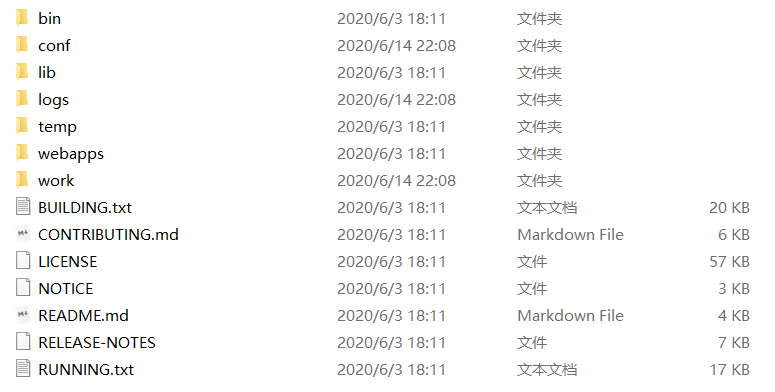 bin 2020/6/3 18:11 文件夹
conf 2020/6/14 22:08 文件夹
lib 2020/6/3 18:11 文件夹
logs 2020/6/14 22:08 文件夹
temp 2020/6/3 18:11 文件夹
webapps 2020/6/3 18:11 文件夹
work 2020/6/14 22:08 文件夹
BUILDING.txt 2020/6/3 18:11 文本文档 20 KB
CONTRIBUTING.md 2020/6/3 18:11 Markdown File 6 KB
LICENSE 2020/6/3 18:11 文件 57 KB
NOTICE 2020/6/3 18:11 文件 3 KB
README.md 2020/6/3 18:11 Markdown File 4 KB
RELEASE-NOTES 2020/6/3 18:11 文件 7 KB
RUNNING.txt 2020/6/3 18:11 文本文档 17 KB